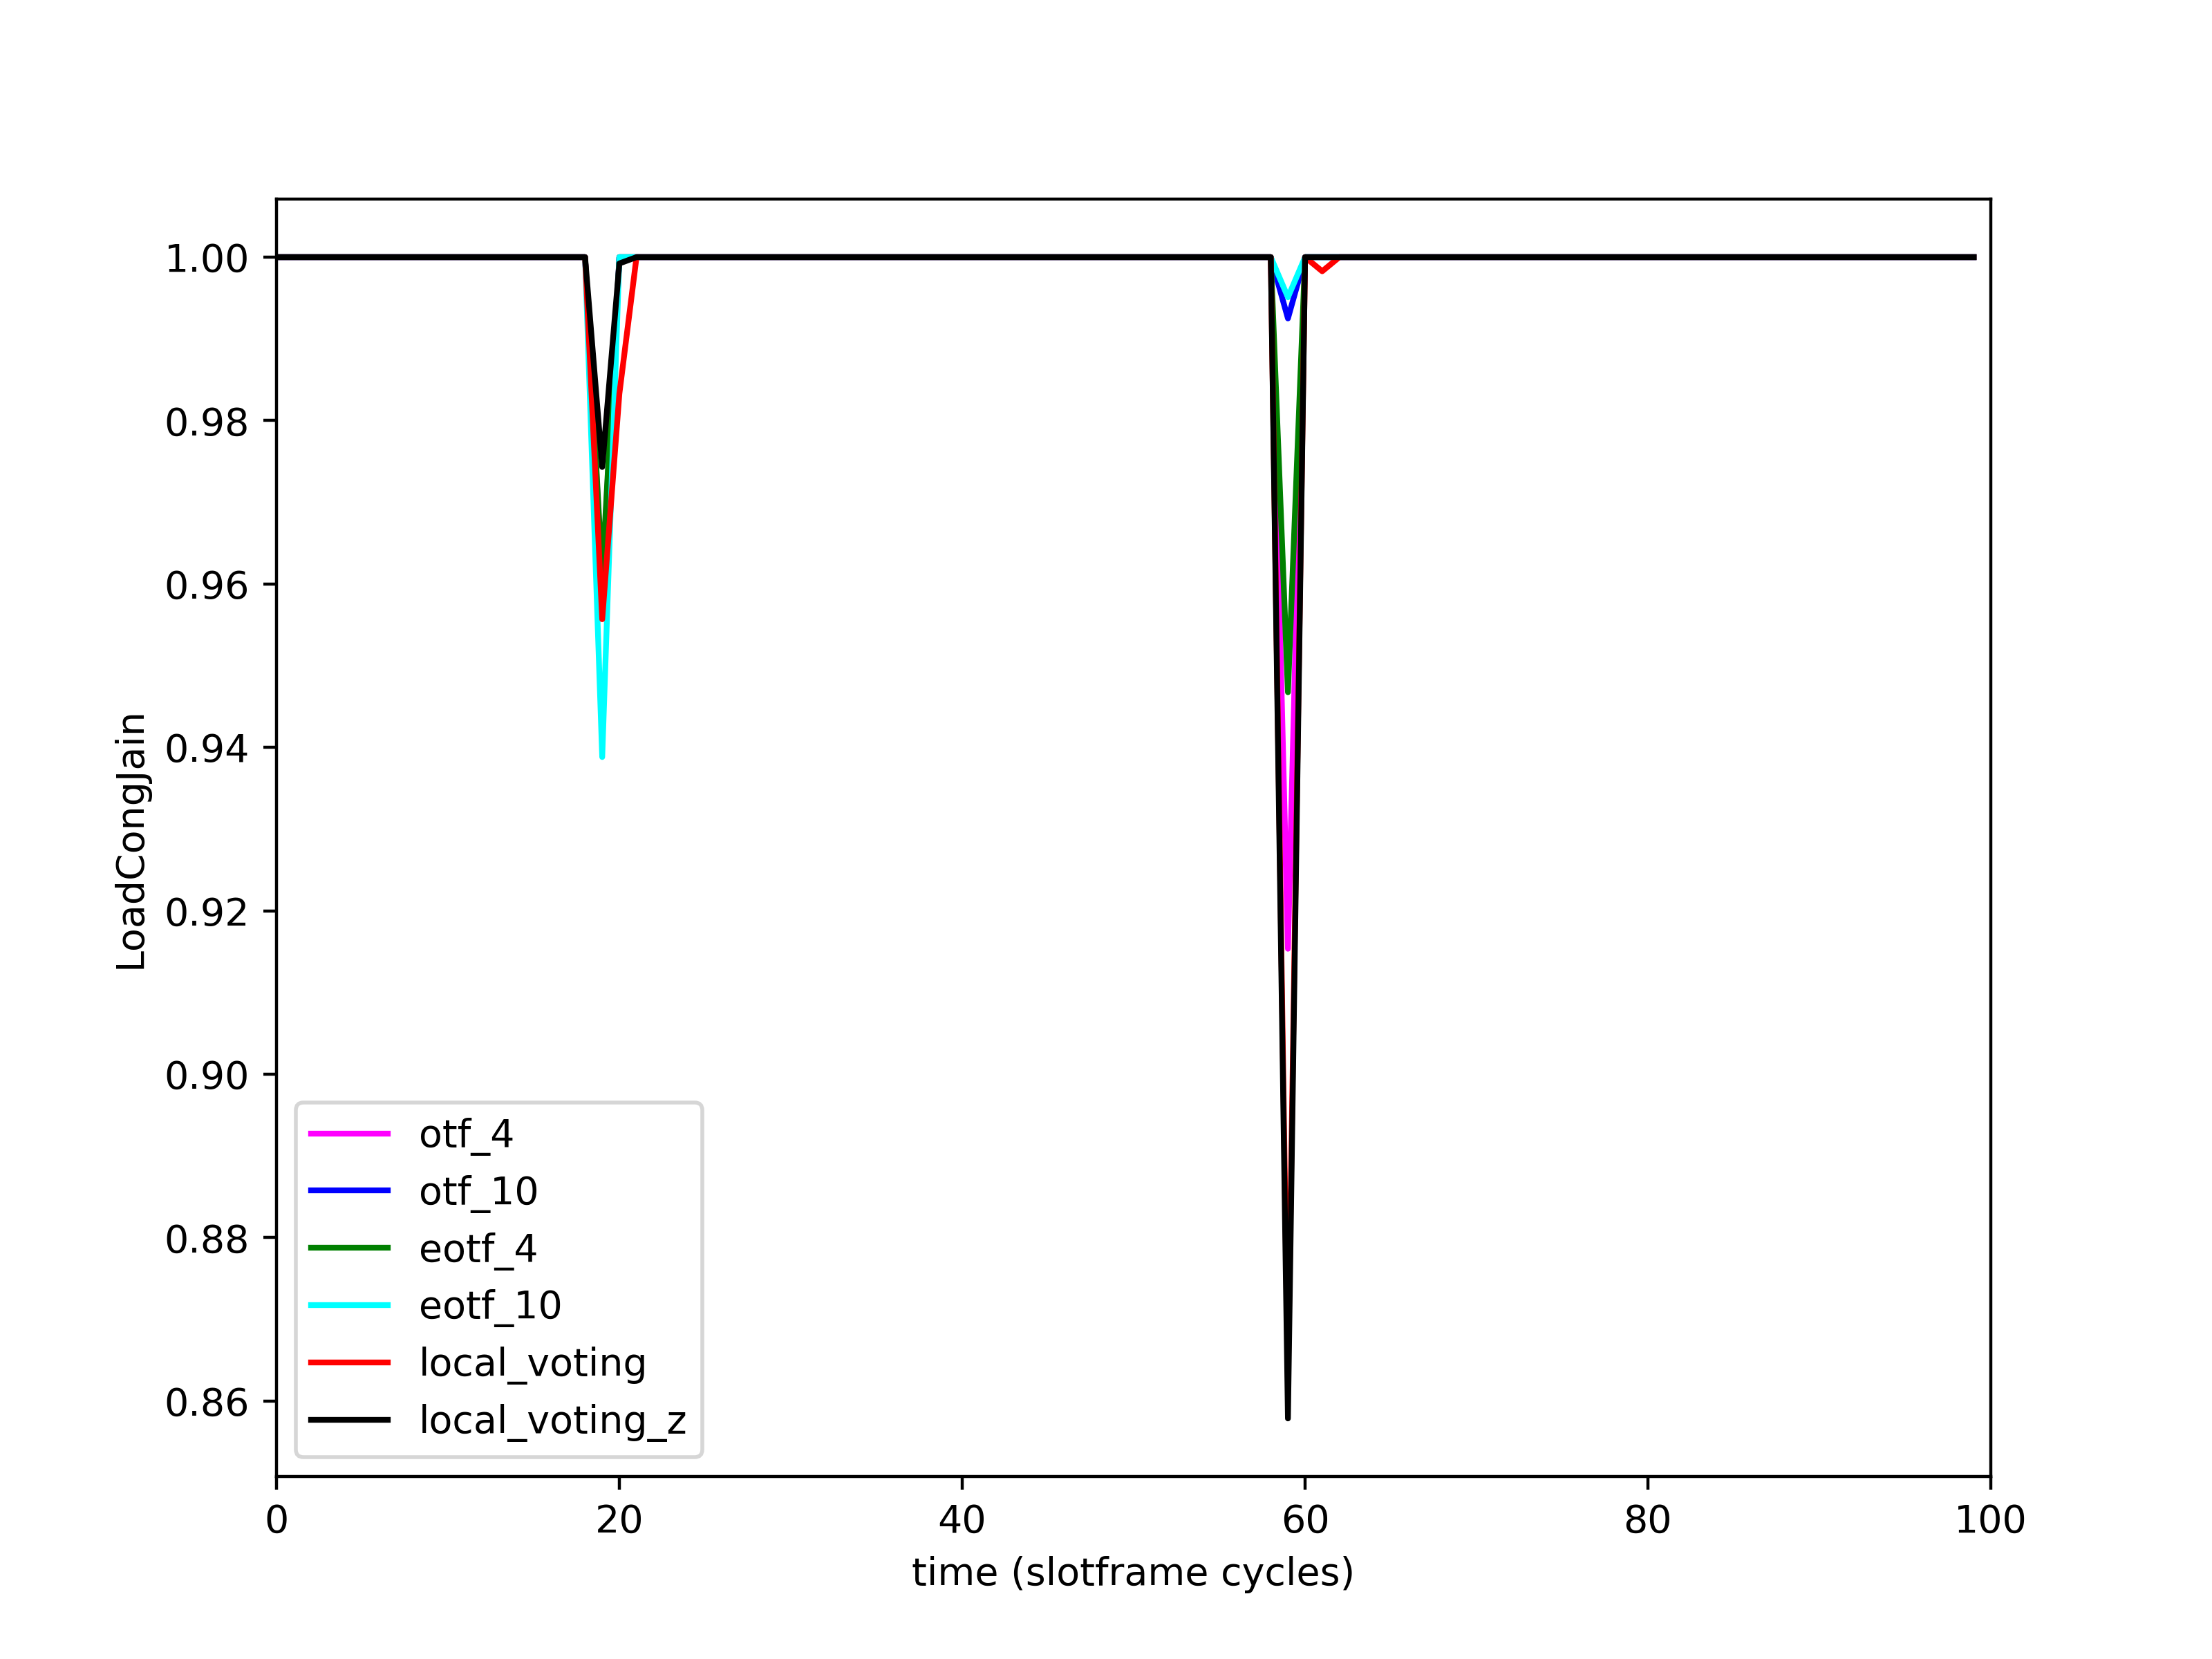 1.00
0.98
0.96
0.94
0.92
0.90
0.88
0.86
LoadCongJain
otf_4
otf_10
eotf_4
eotf_10
local_voting
local_voting_z
0 20 40 60 80 100
time (slotframe cycles)